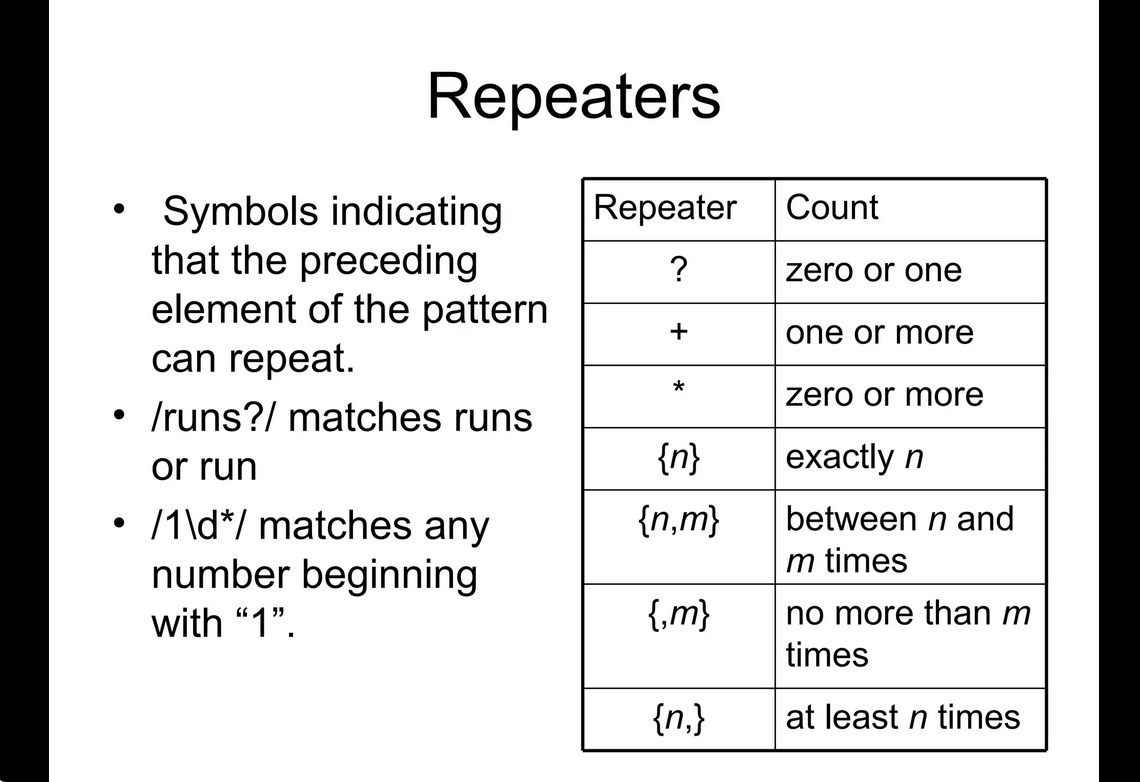 Repeaters
• Symbols indicating
that the preceding
element of the pattern
can repeat.
• /runs?/ matches runs
or run
• /1\d*/ matches any
number beginning
with “1”.
Repeater Count
? zero or one
+ one or more
* zero or more
{n} exactly n
{n,m} between n and
m times
{,m} no more than m
times
{n,} at least n times